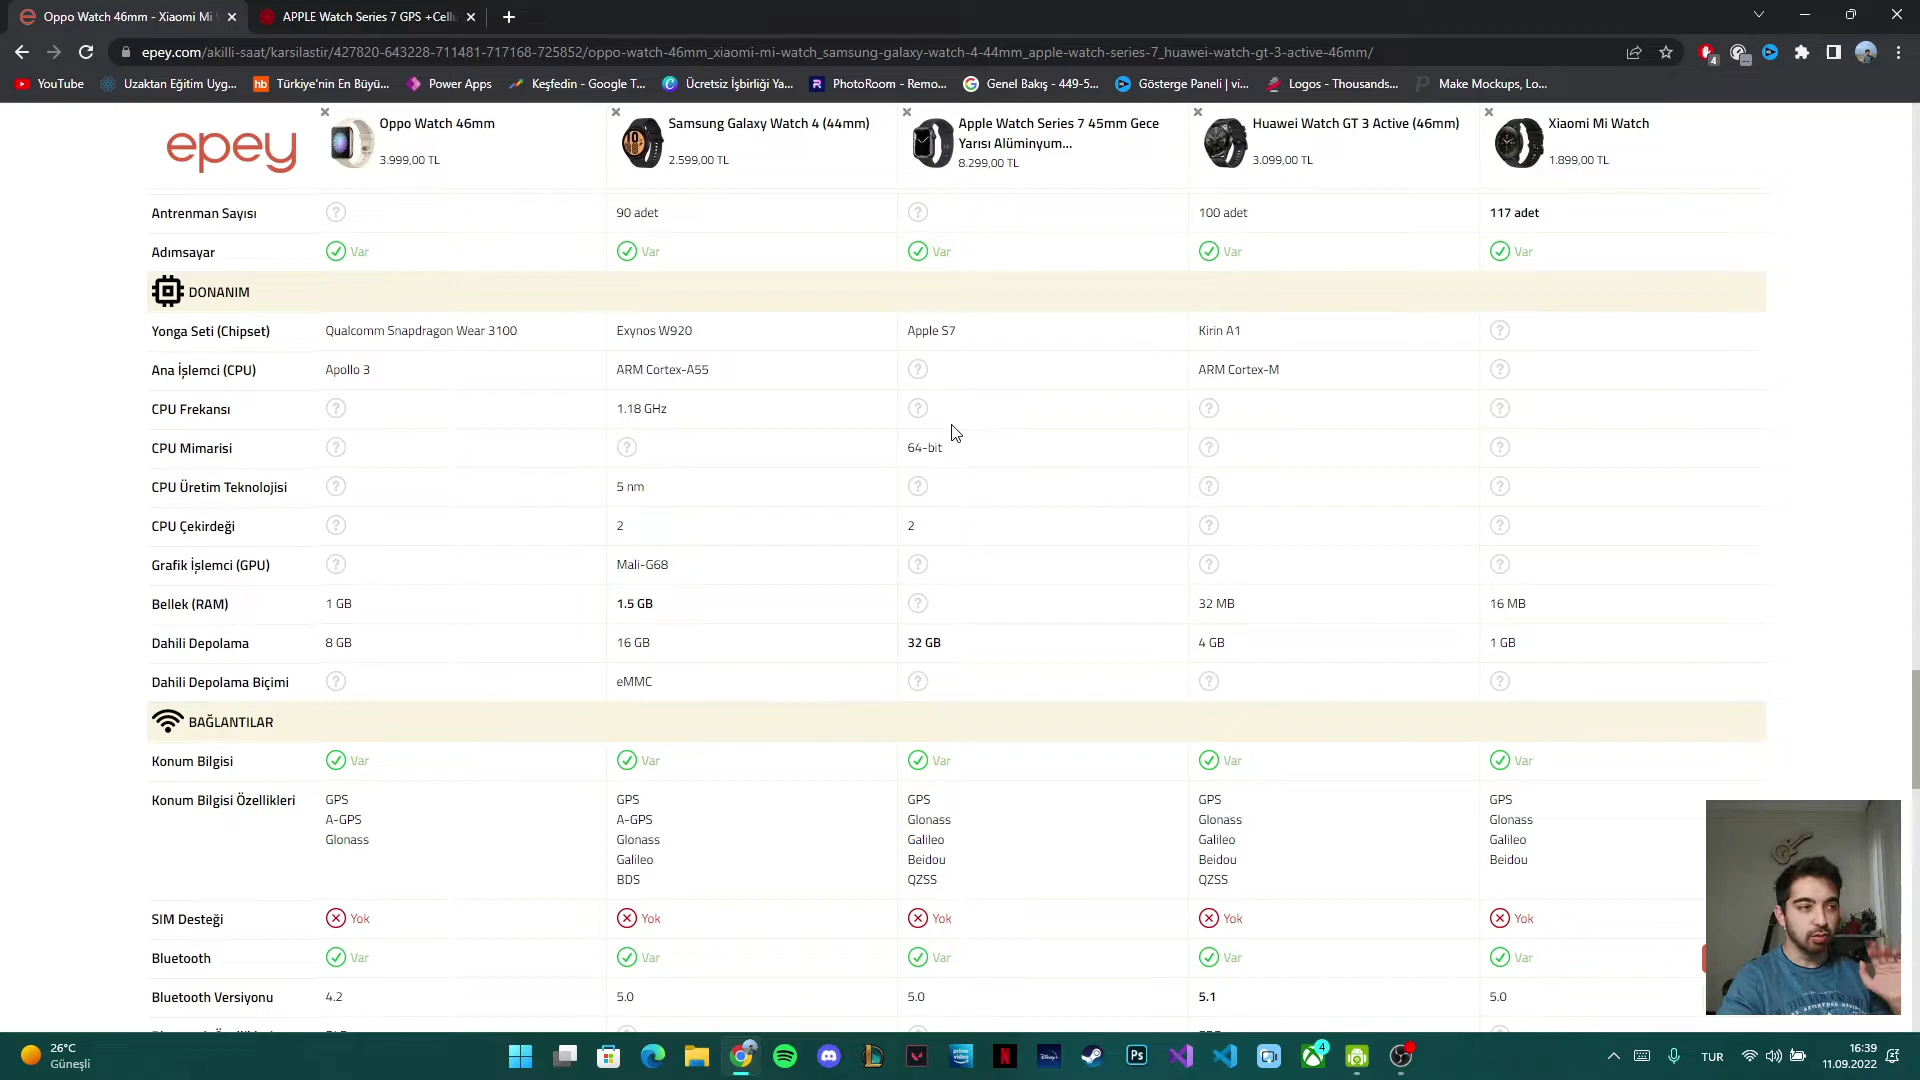 Oppo Watch 46mm - Xiaomi Mi W
APPLE Watch Series 7 GPS +Cellu
epey.com/akilli-saat/karsilastir/427820-643228-711481-717168-725852/oppo-watch-46mm_xiaomi-mi-watch_samsung-galaxy-watch-4-44mm_apple-watch-series-7_huawei-watch-gt-3-active-46mm/
4
YouTube
Uzaktan Eğitim Uyg...
hb Türkiye'nin En Büyü...
Power Apps
Keşfedin - Google T...
Ücretsiz İşbirliği Ya...
R PhotoRoom - Remo...
Genel Bakış - 449-5...
Gösterge Paneli | vi...
Logos - Thousands...
Make Mockups, Lo...
epey
Oppo Watch 46mm
3.999,00 TL
Samsung Galaxy Watch 4 (44mm)
2.599,00 TL
Apple Watch Series 7 45mm Gece
Yarısı Alüminyum...
8.299,00 TL
Huawei Watch GT 3 Active (46mm)
3.099,00 TL
Xiaomi Mi Watch
1.899,00 TL
Antrenman Sayısı ? 90 adet ? 100 adet 117 adet
Adımsayar Var Var Var Var Var
DONANIM
Yonga Seti (Chipset) Qualcomm Snapdragon Wear 3100 Exynos W920 Apple S7 Kirin A1 ?
Ana İşlemci (CPU) Apollo 3 ARM Cortex-A55 ? ARM Cortex-M ?
CPU Frekansı ? 1.18 GHz ? ? ?
CPU Mimarisi ? ? 64-bit ? ?
CPU Üretim Teknolojisi ? 5 nm ? ? ?
CPU Çekirdeği ? 2 2 ? ?
Grafik İşlemci (GPU) ? Mali-G68 ? ? ?
Bellek (RAM) 1 GB 1.5 GB ? 32 MB 16 MB
Dahili Depolama 8 GB 16 GB 32 GB 4 GB 1 GB
Dahili Depolama Biçimi ? eMMC ? ? ?
BAĞLANTILAR
Konum Bilgisi Var Var Var Var Var
Konum Bilgisi Özellikleri GPS GPS GPS GPS GPS
A-GPS A-GPS Glonass Glonass Glonass
Glonass Glonass Galileo Galileo Galileo
Galileo Beidou Beidou Beidou
BDS QZSS QZSS
SIM Desteği Yok Yok Yok Yok Yok
Bluetooth Var Var Var Var Var
Bluetooth Versiyonu 4.2 5.0 5.0 5.1 5.0
26°C
Güneşli
prime video
N
Disney+
Ps
4
TUR
16:39
11.09.2022